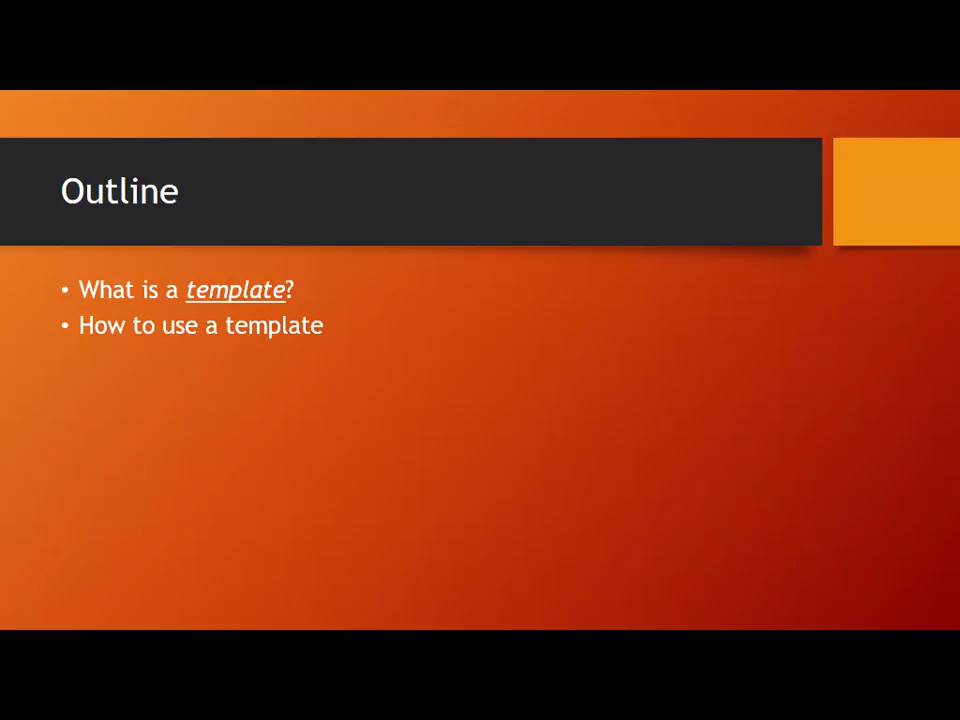 Outline
• What is a template?
• How to use a template